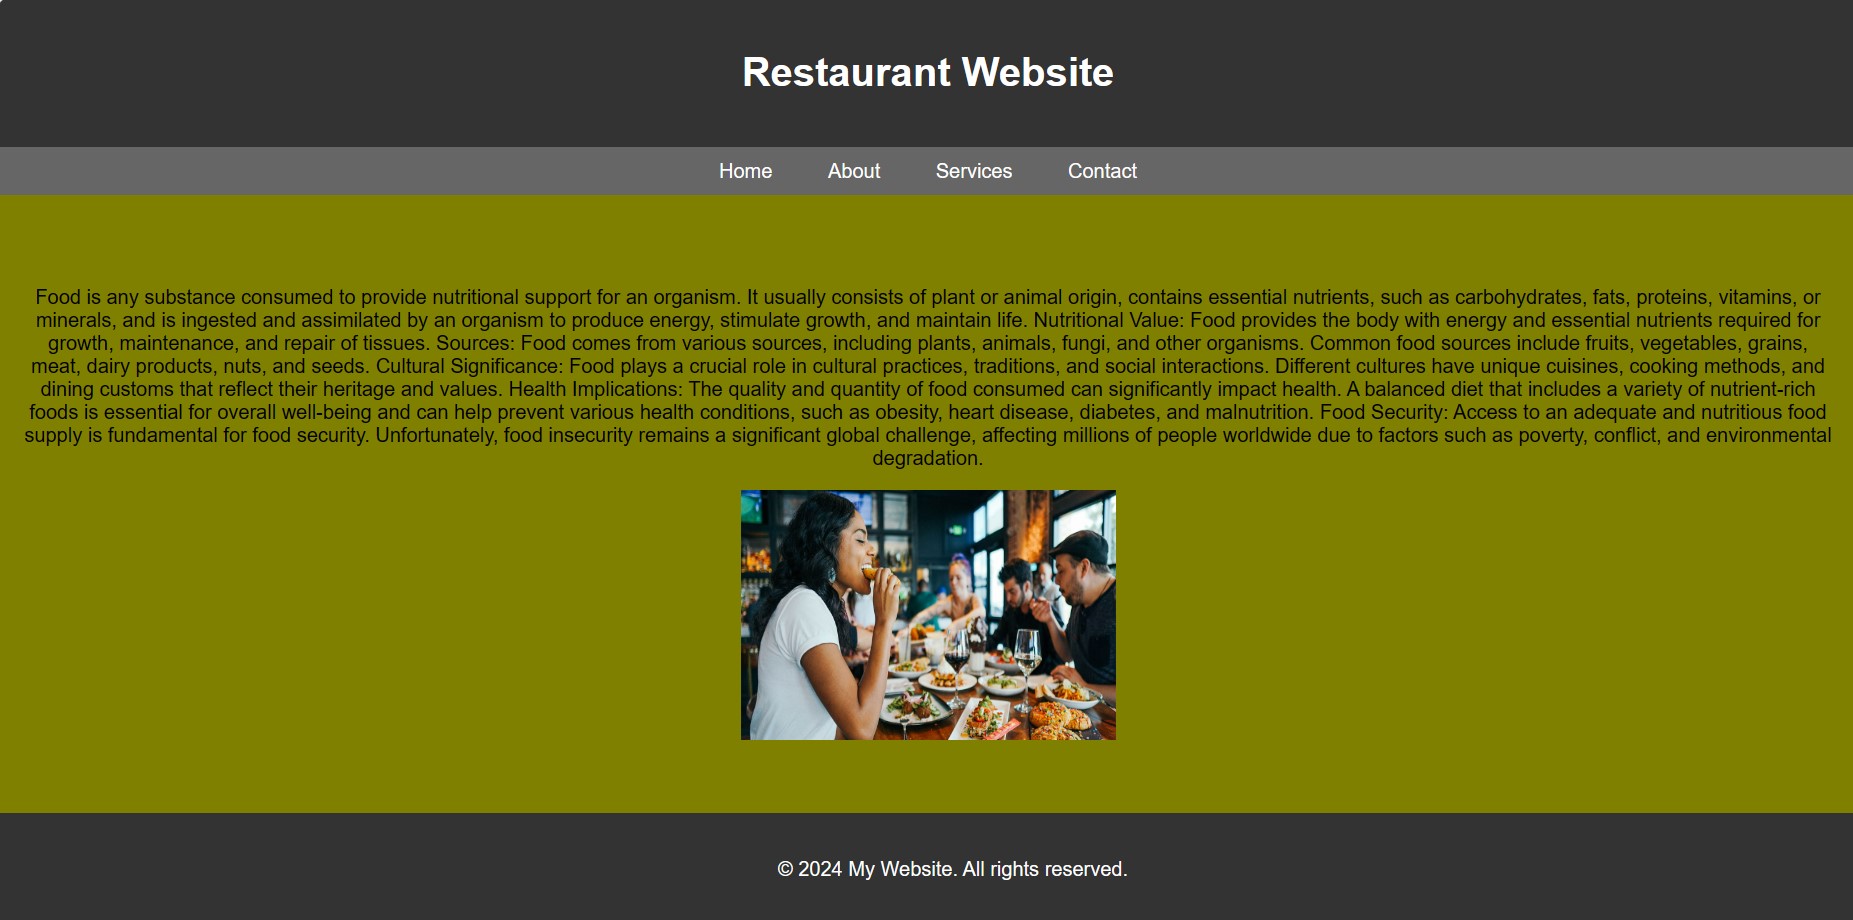 Restaurant Website
Home About Services Contact
Food is any substance consumed to provide nutritional support for an organism. It usually consists of plant or animal origin, contains essential nutrients, such as carbohydrates, fats, proteins, vitamins, or
minerals, and is ingested and assimilated by an organism to produce energy, stimulate growth, and maintain life. Nutritional Value: Food provides the body with energy and essential nutrients required for
growth, maintenance, and repair of tissues. Sources: Food comes from various sources, including plants, animals, fungi, and other organisms. Common food sources include fruits, vegetables, grains,
meat, dairy products, nuts, and seeds. Cultural Significance: Food plays a crucial role in cultural practices, traditions, and social interactions. Different cultures have unique cuisines, cooking methods, and
dining customs that reflect their heritage and values. Health Implications: The quality and quantity of food consumed can significantly impact health. A balanced diet that includes a variety of nutrient-rich
foods is essential for overall well-being and can help prevent various health conditions, such as obesity, heart disease, diabetes, and malnutrition. Food Security: Access to an adequate and nutritious food
supply is fundamental for food security. Unfortunately, food insecurity remains a significant global challenge, affecting millions of people worldwide due to factors such as poverty, conflict, and environmental
degradation.
© 2024 My Website. All rights reserved.